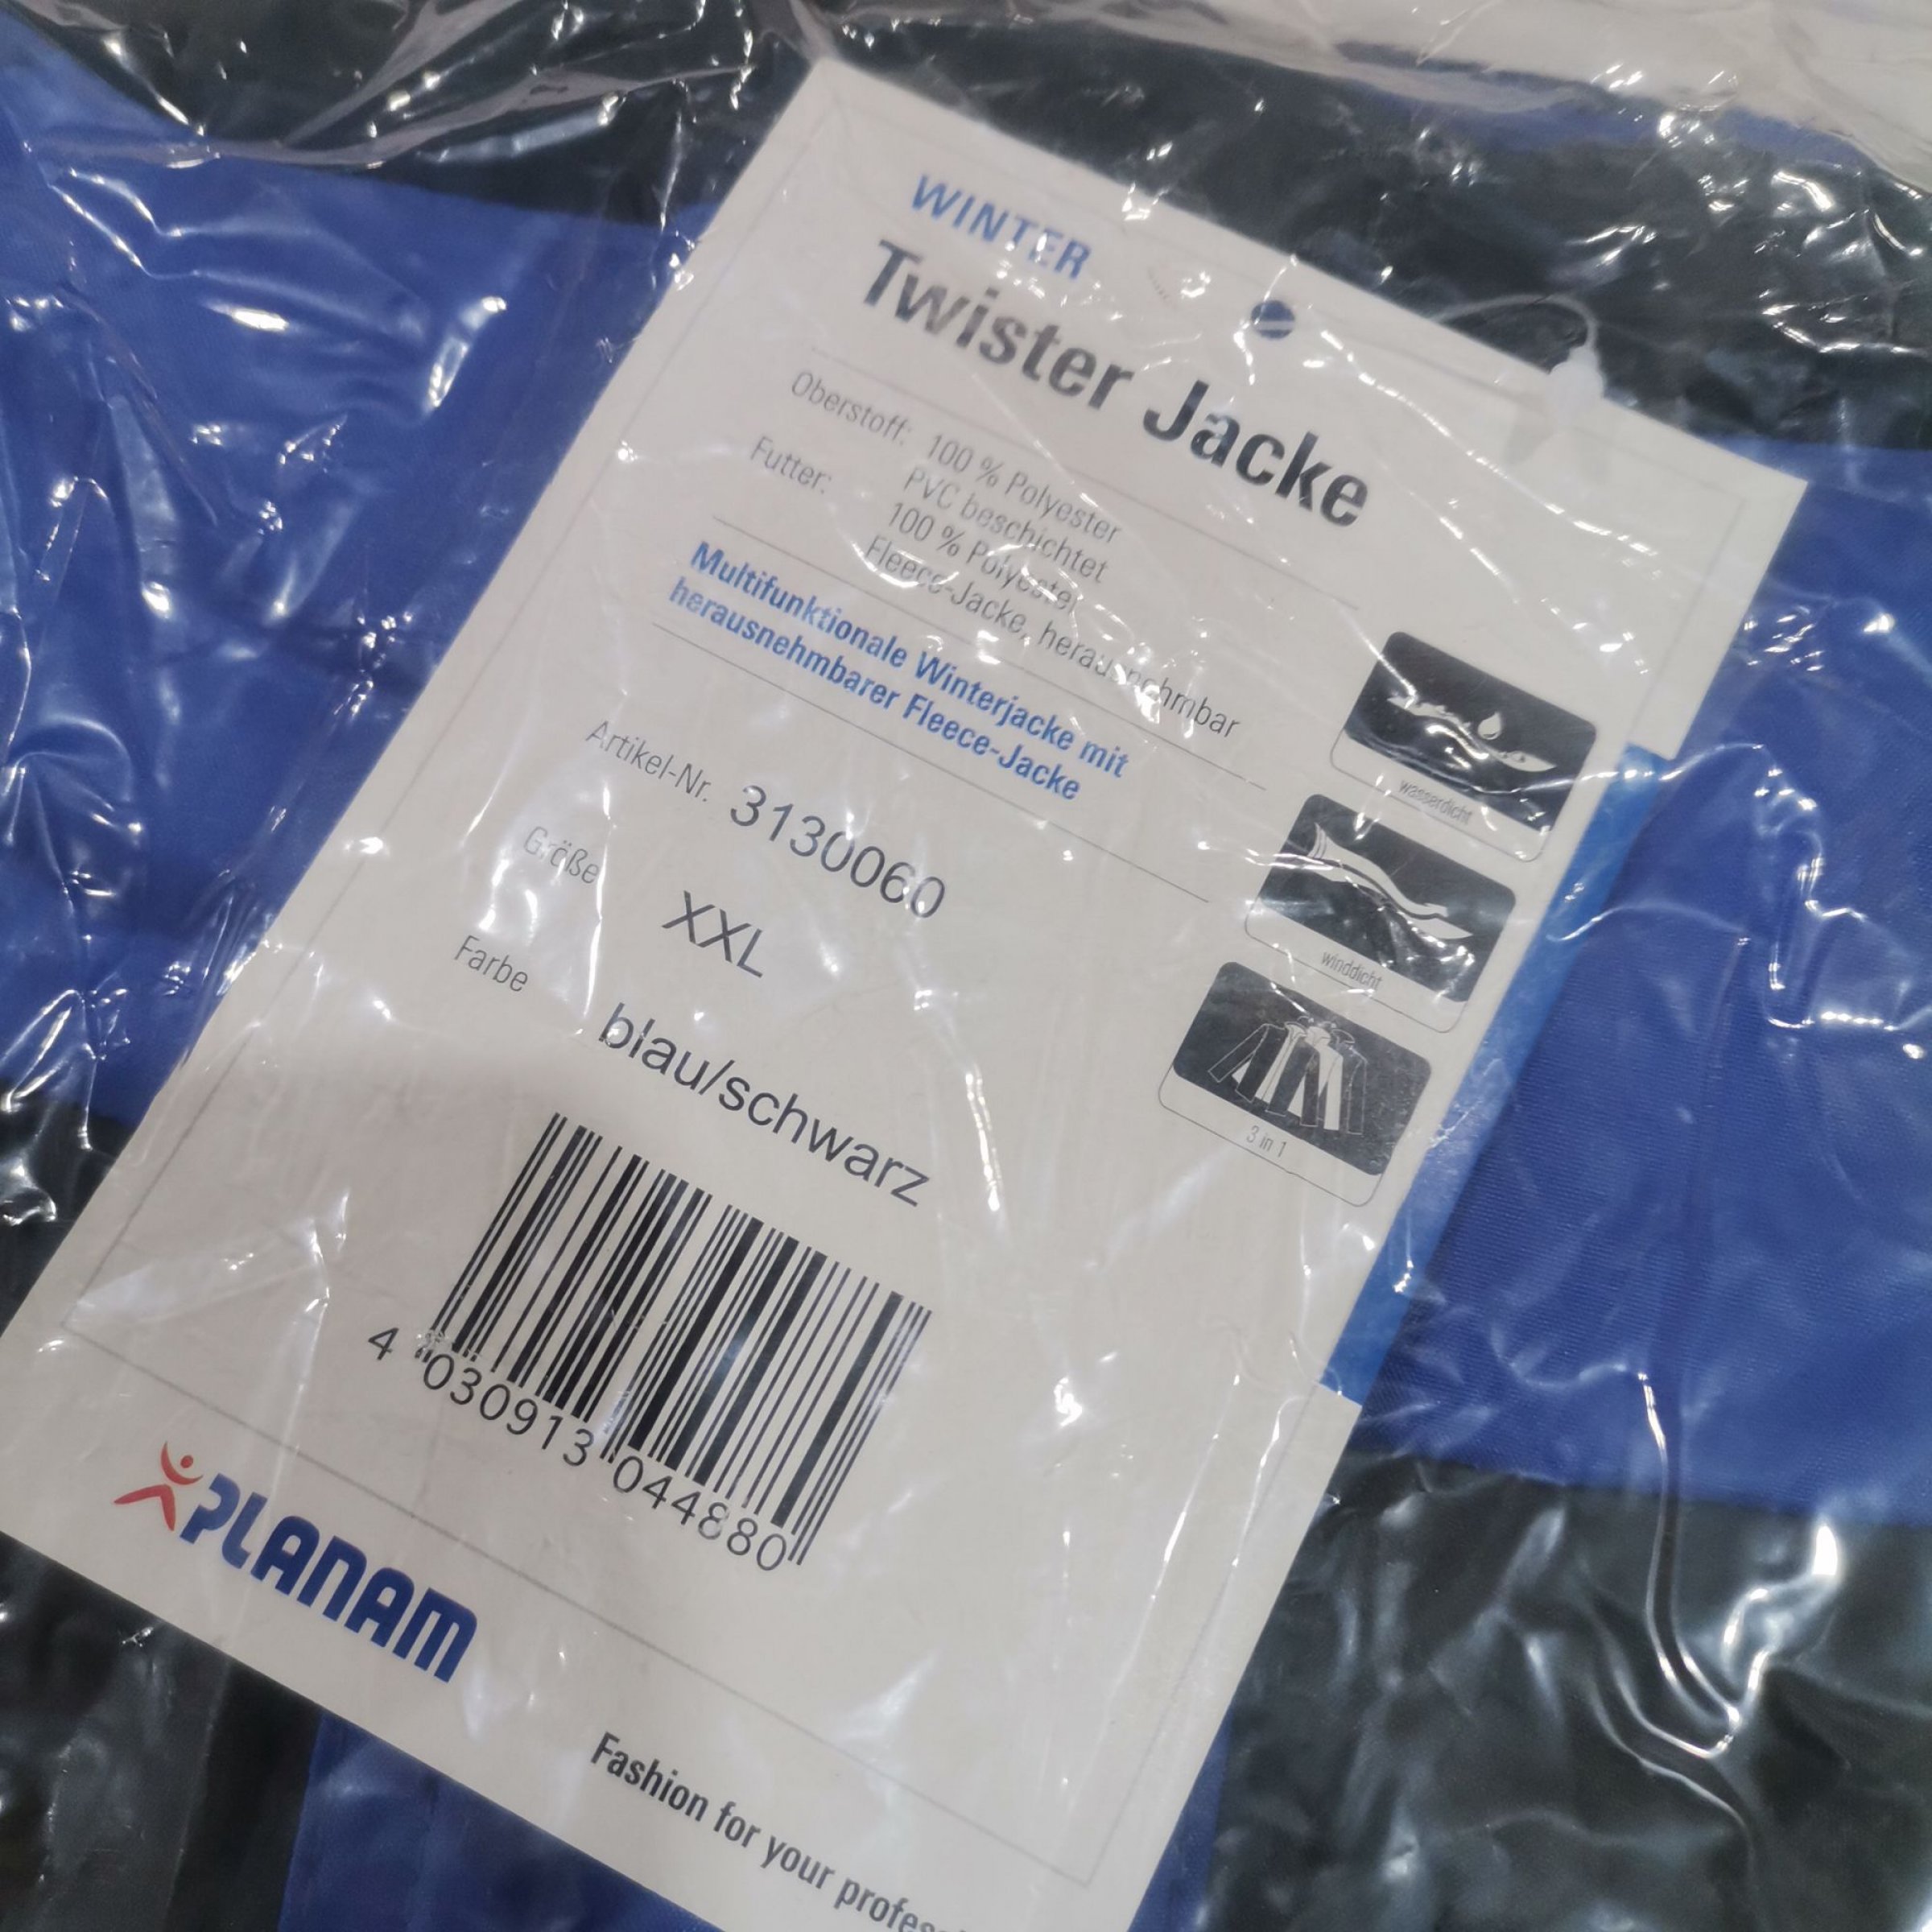 WINTER
Twister Jacke
Oberstoff: 100 % Polyester
PVC beschichtet
Futter: 100 % Polyester
Fleece-Jacke, herausnehmbar
Multifunktionale Winterjacke mit
herausnehmbarer Fleece-Jacke
wasserdicht
winddicht
3 in 1
Artikel-Nr. 3130060
Größe XXL
Farbe blau/schwarz
4 030913 044880
PLANAM
Fashion for your